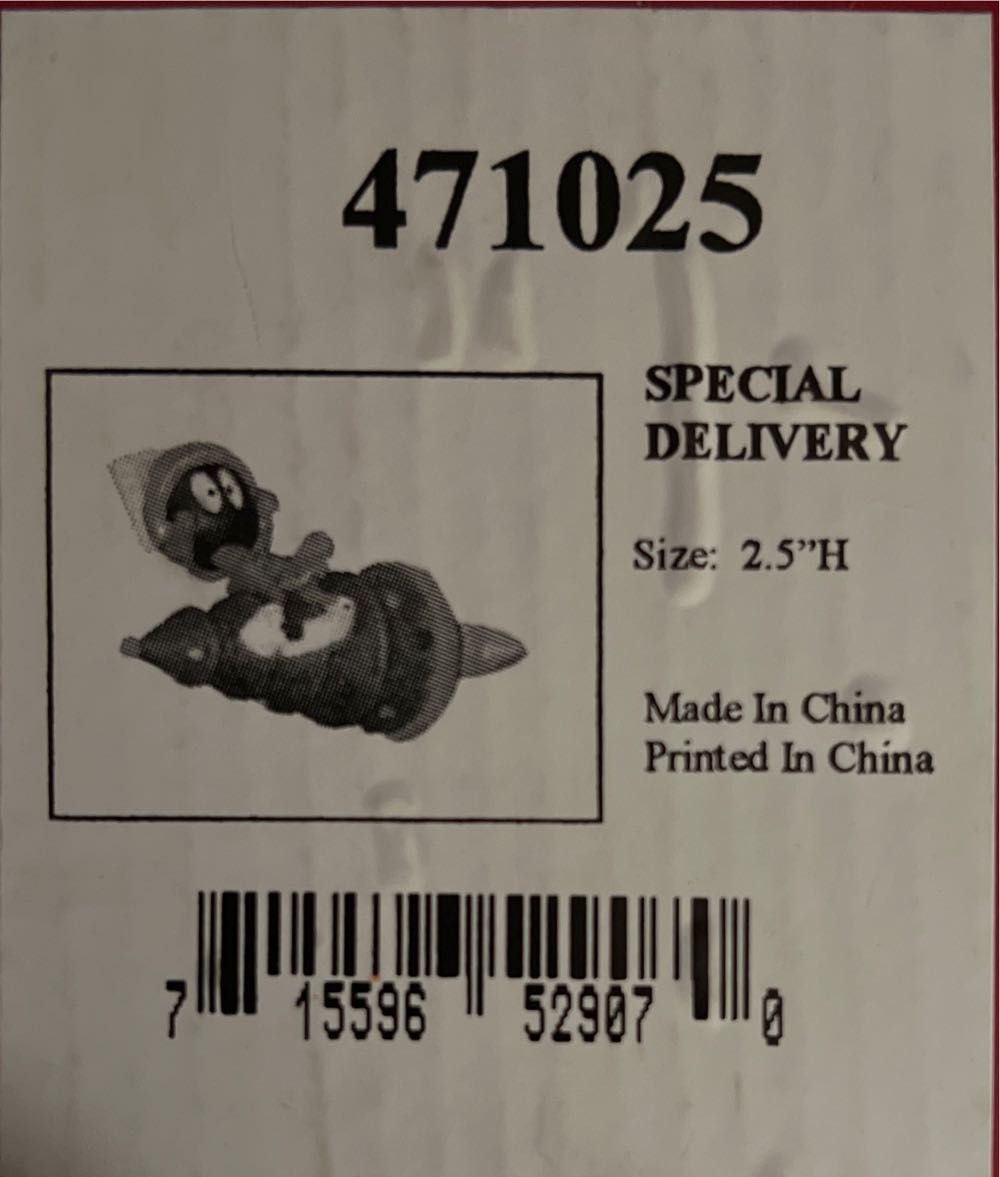 471025
SPECIAL
DELIVERY
Size: 2.5”H
Made In China
Printed In China
7 15596 52907 0